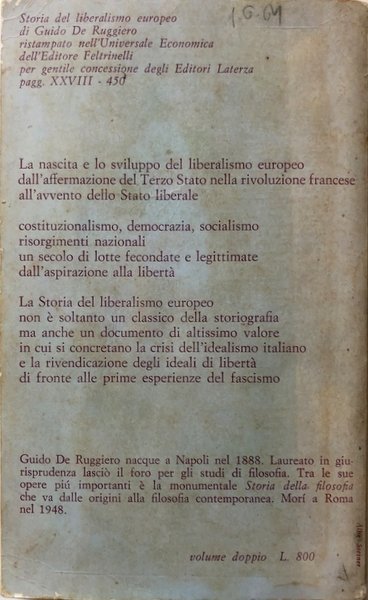 Storia del liberalismo europeo
di Guido De Ruggiero
ristampato nell'Universale Economica
dell'Editore Feltrinelli
per gentile concessione degli Editori Laterza
pagg. XXVIII - 450
1.6.64
La nascita e lo sviluppo del liberalismo europeo
dall'affermazione del Terzo Stato nella rivoluzione francese
all'avvento dello Stato liberale
costituzionalismo, democrazia, socialismo
risorgimenti nazionali
un secolo di lotte fecondate e legittimate
dall'aspirazione alla libertà
La Storia del liberalismo europeo
non è soltanto un classico della storiografia
ma anche un documento di altissimo valore
in cui si concretano la crisi dell'idealismo italiano
e la rivendicazione degli ideali di libertà
di fronte alle prime esperienze del fascismo
Guido De Ruggiero nacque a Napoli nel 1888. Laureato in giu-
risprudenza lasciò il foro per gli studi di filosofia. Tra le sue
opere piú importanti è la monumentale Storia della filosofia
che va dalle origini alla filosofia contemporanea. Morí a Roma
nel 1948.
Albe Steiner
volume doppio L. 800